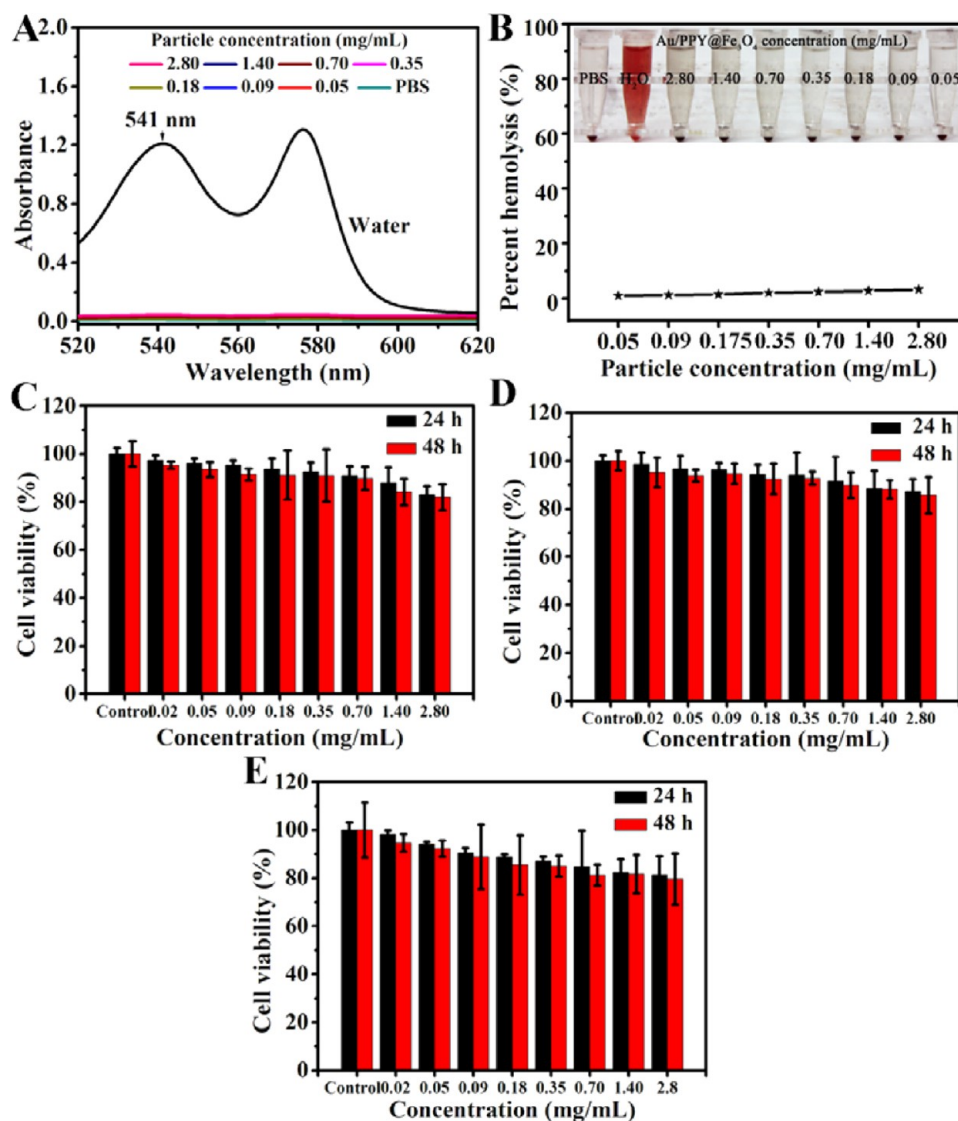 A
Particle concentration (mg/mL)
2.80 1.40 0.70 0.35
0.18 0.09 0.05 PBS
541 nm
Water
2.0
1.6
1.2
0.8
0.4
0.0
Absorbance
520 540 560 580 600 620
Wavelength (nm)
B
Au/PPY@Fe3O4 concentration (mg/mL)
PBS H2O 2.80 1.40 0.70 0.35 0.18 0.09 0.05
100
80
60
40
20
0
Percent hemolysis (%)
0.05 0.09 0.175 0.35 0.70 1.40 2.80
Particle concentration (mg/mL)
C
24 h
48 h
120
100
80
60
40
20
0
Cell viability (%)
Control 0.02 0.05 0.09 0.18 0.35 0.70 1.40 2.80
Concentration (mg/mL)
D
24 h
48 h
120
100
80
60
40
20
0
Cell viability (%)
Control 0.02 0.05 0.09 0.18 0.35 0.70 1.40 2.80
Concentration (mg/mL)
E
24 h
48 h
120
100
80
60
40
20
0
Cell viability (%)
Control 0.02 0.05 0.09 0.18 0.35 0.70 1.40 2.8
Concentration (mg/mL)